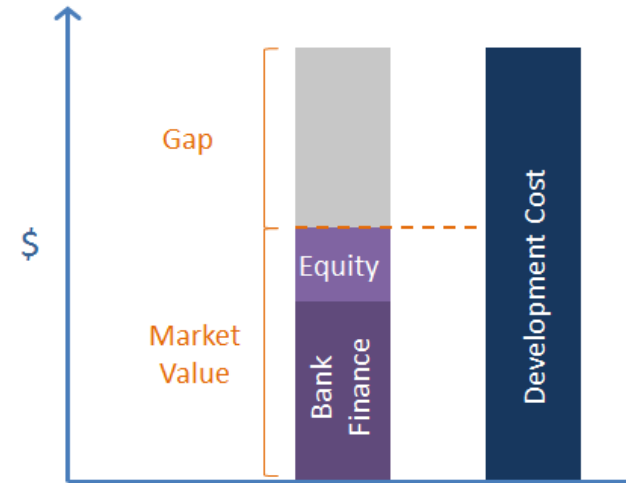 $
Gap
Market
Value
Equity
Bank
Finance
Development Cost